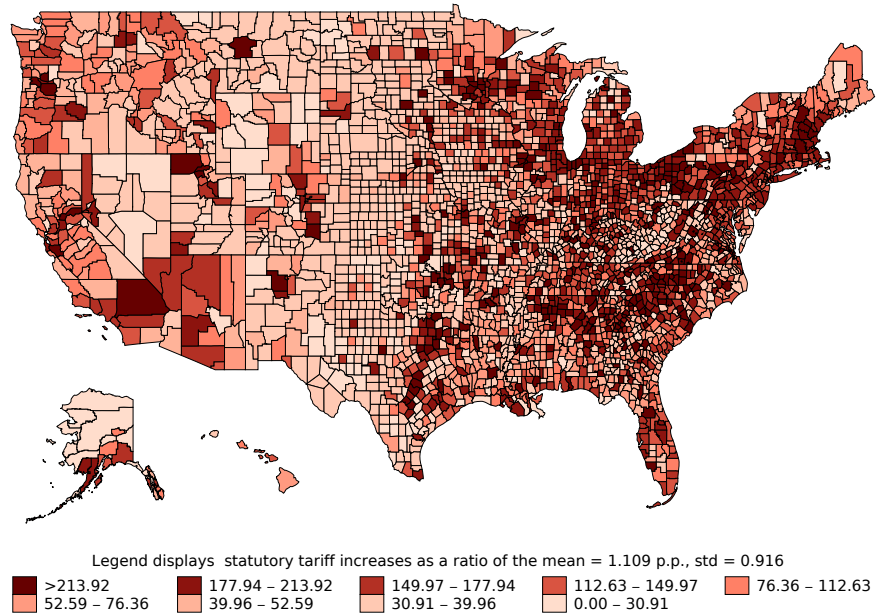 Legend displays  statutory tariff increases as a ratio of the mean = 1.109 p.p., std = 0.916
>213.92 177.94 – 213.92 149.97 – 177.94 112.63 – 149.97 76.36 – 112.63
52.59 – 76.36 39.96 – 52.59 30.91 – 39.96 0.00 – 30.91